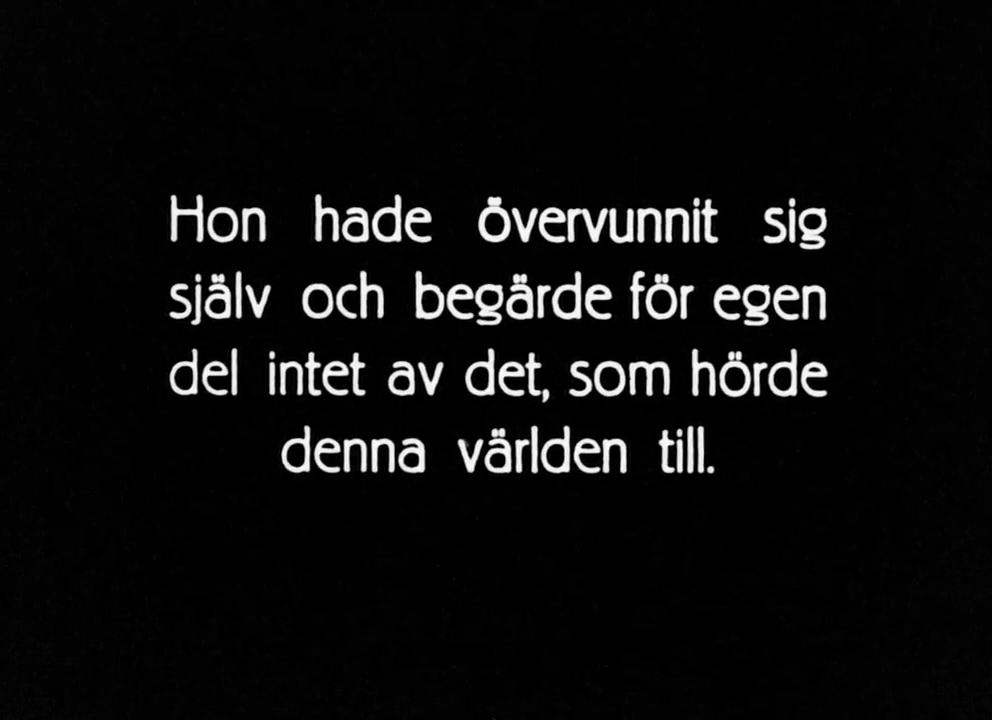 Hon hade övervunnit sig
själv och begärde för egen
del intet av det, som hörde
denna världen till.